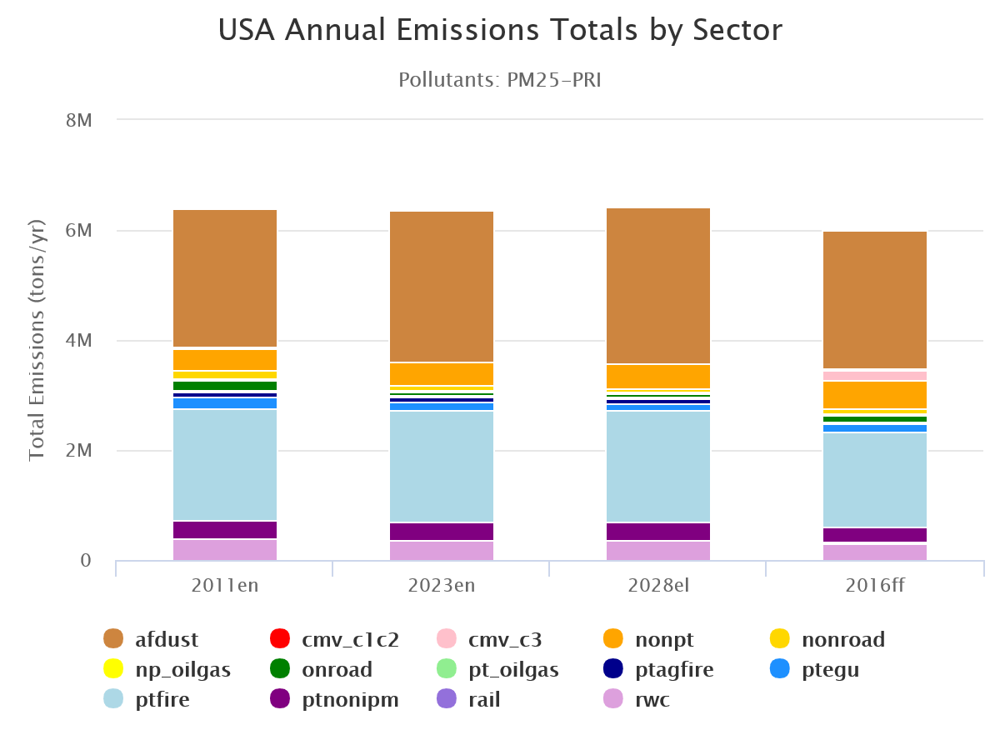 USA Annual Emissions Totals by Sector
Pollutants: PM25-PRI
Total Emissions (tons/yr)
8M
6M
4M
2M
0
2011en 2023en 2028el 2016ff
afdust cmv_c1c2 cmv_c3 nonpt nonroad
np_oilgas onroad pt_oilgas ptagfire ptegu
ptfire ptnonipm rail rwc